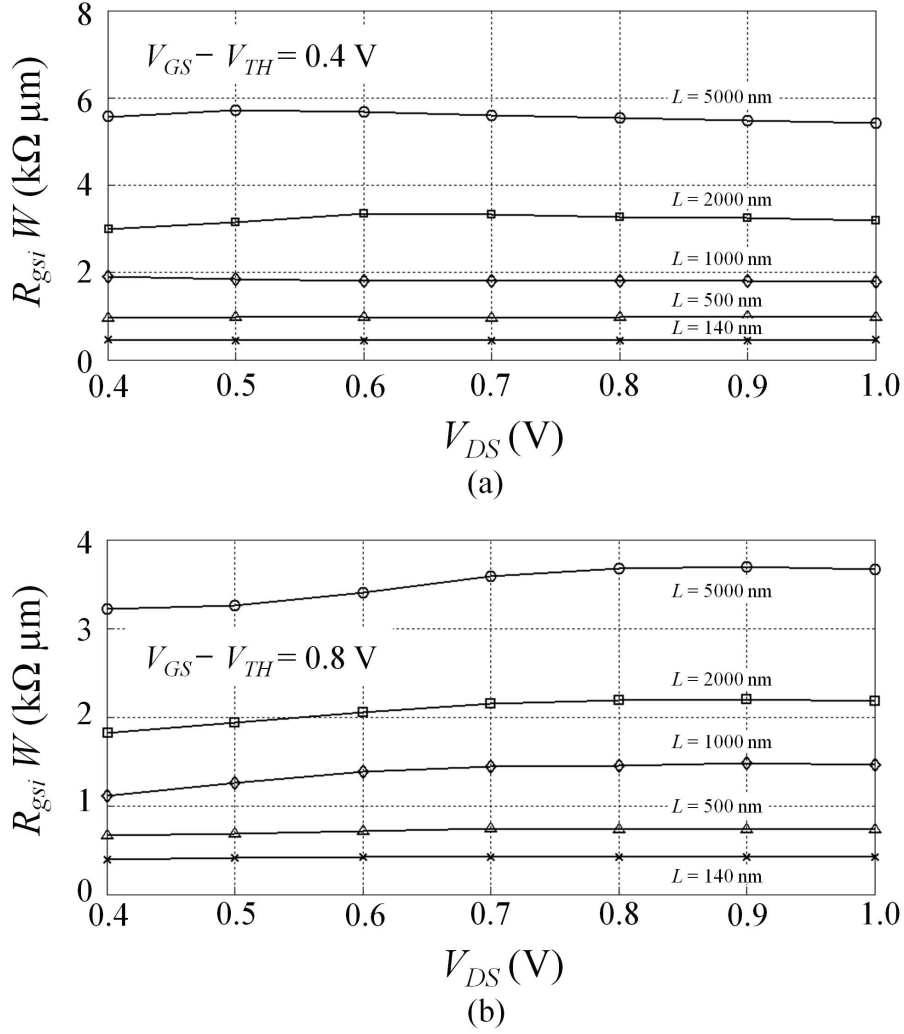 8
6
4
2
0
R_gsi W (kΩ μm)
V_GS − V_TH = 0.4 V
L = 5000 nm
L = 2000 nm
L = 1000 nm
L = 500 nm
L = 140 nm
0.4 0.5 0.6 0.7 0.8 0.9 1.0
V_DS (V)
(a)
4
3
2
1
0
R_gsi W (kΩ μm)
V_GS − V_TH = 0.8 V
L = 5000 nm
L = 2000 nm
L = 1000 nm
L = 500 nm
L = 140 nm
0.4 0.5 0.6 0.7 0.8 0.9 1.0
V_DS (V)
(b)